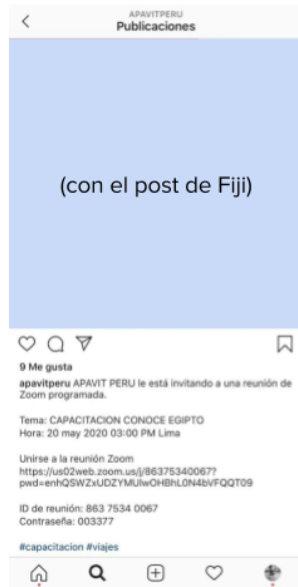 APAVITPERU
Publicaciones
(con el post de Fiji)
9 Me gusta
apavitperu APAVIT PERU le está invitando a una reunión de
Zoom programada.
Tema: CAPACITACION CONOCE EGIPTO
Hora: 20 may 2020 03:00 PM Lima
Unirse a la reunión Zoom
https://us02web.zoom.us/j/86375340067?
pwd=enhQSWZxUDZYMUlwOHBhL0N4bVFQQT09
ID de reunión: 863 7534 0067
Contraseña: 003377
#capacitacion #viajes